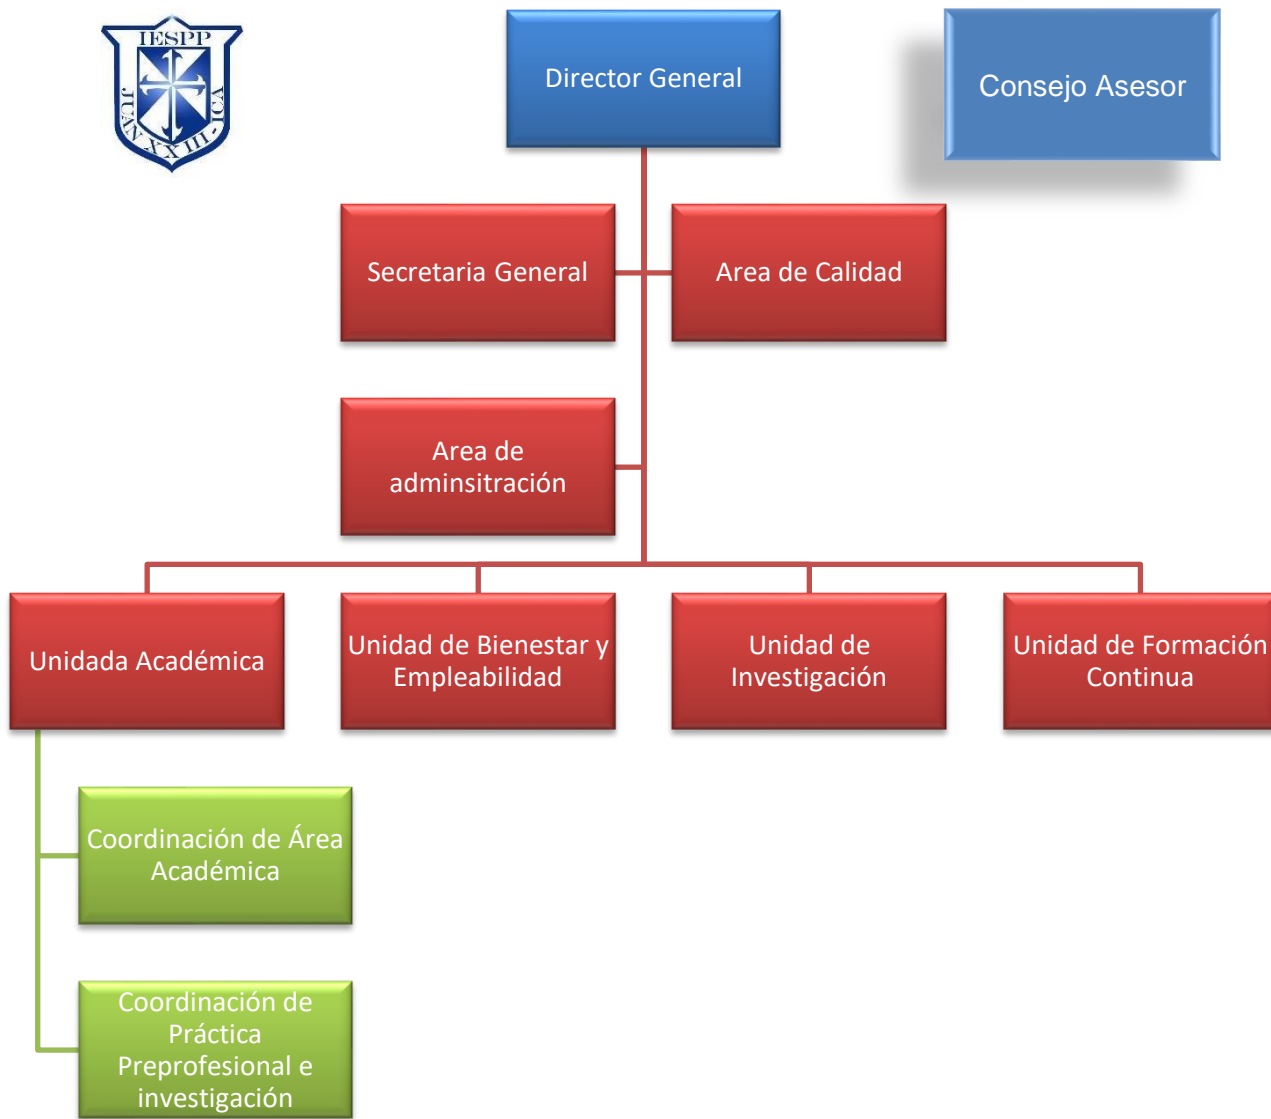 IESPP
JUAN XXIII - ICA
Director General
Consejo Asesor
Secretaria General
Area de Calidad
Area de
adminsitración
Unidada Académica
Unidad de Bienestar y
Empleabilidad
Unidad de
Investigación
Unidad de Formación
Continua
Coordinación de Área
Académica
Coordinación de
Práctica
Preprofesional e
investigación